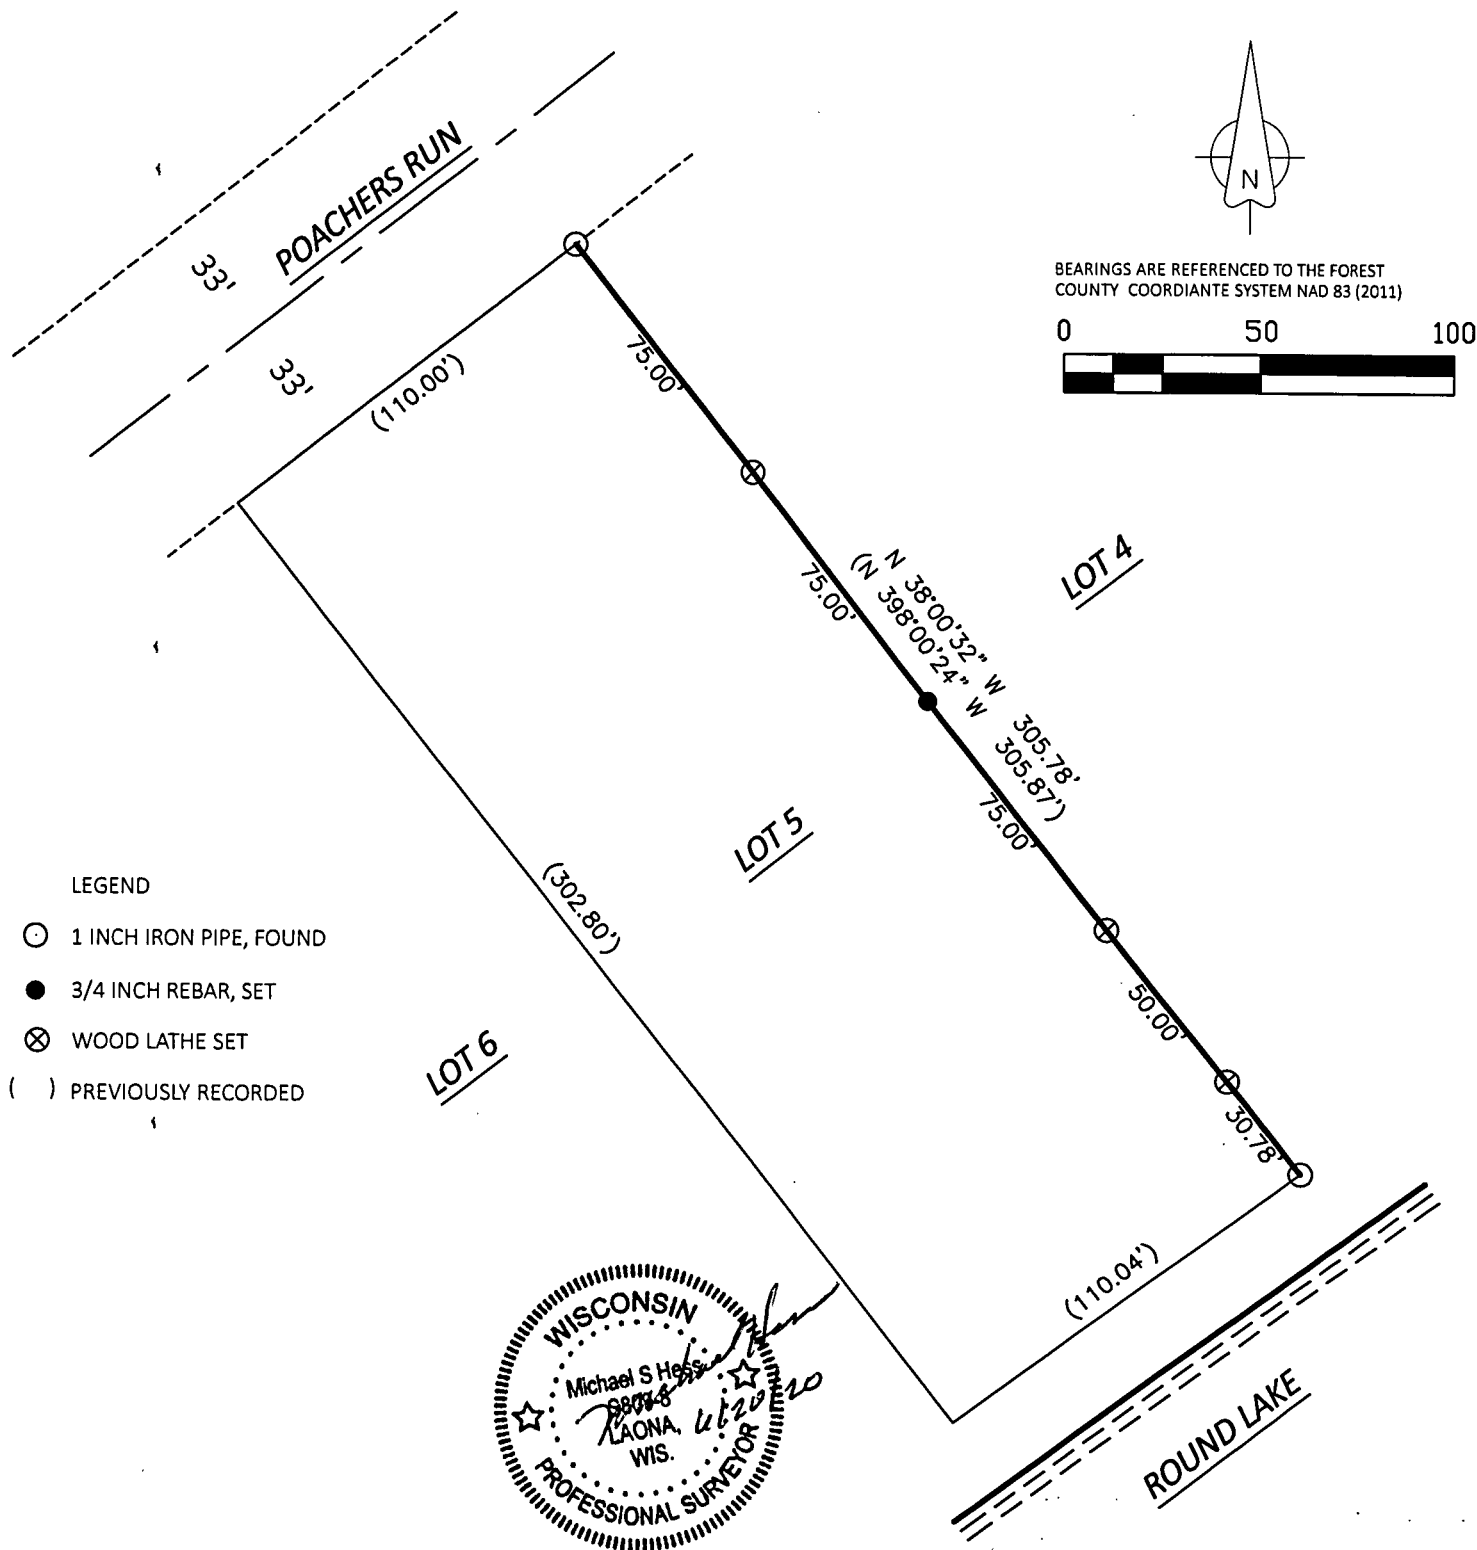 POACHERS RUN
33'
33'
(110.00')
N
BEARINGS ARE REFERENCED TO THE FOREST
COUNTY COORDIANTE SYSTEM NAD 83 (2011)
0 50 100
75.00'
75.00'
N 38°00'32" W 305.78'
(N 398°00'24" W 305.87')
LOT 4
75.00'
LOT 5
(302.80')
LEGEND
1 INCH IRON PIPE, FOUND
3/4 INCH REBAR, SET
WOOD LATHE SET
( ) PREVIOUSLY RECORDED
LOT 6
50.00'
30.78'
(110.04')
ROUND LAKE
WISCONSIN
Michael S Hess
LAONA,
WIS.
PROFESSIONAL SURVEYOR